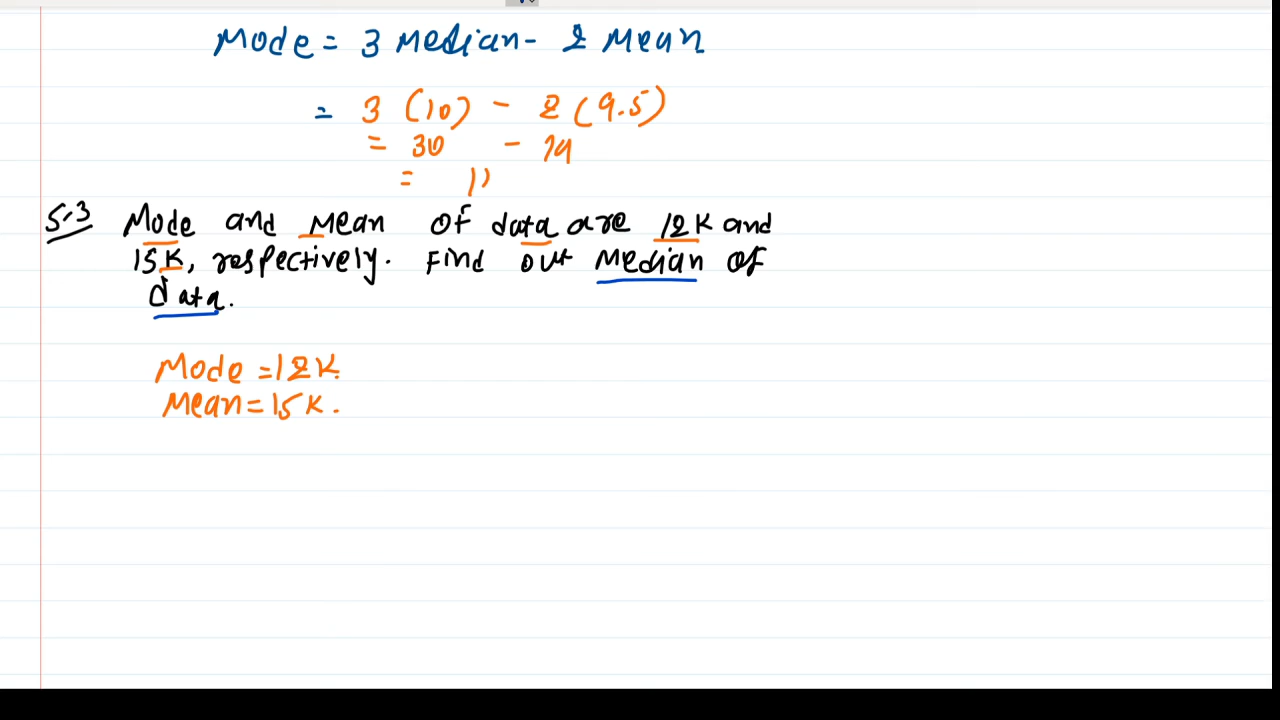 Mode = 3 Median - 2 Mean
= 3 (10) - 2 (9.5)
= 30 - 19
= 11
5.3 Mode and Mean of data are 12K and
15K, respectively. Find out Median of
data.
Mode = 12K.
Mean = 15K.